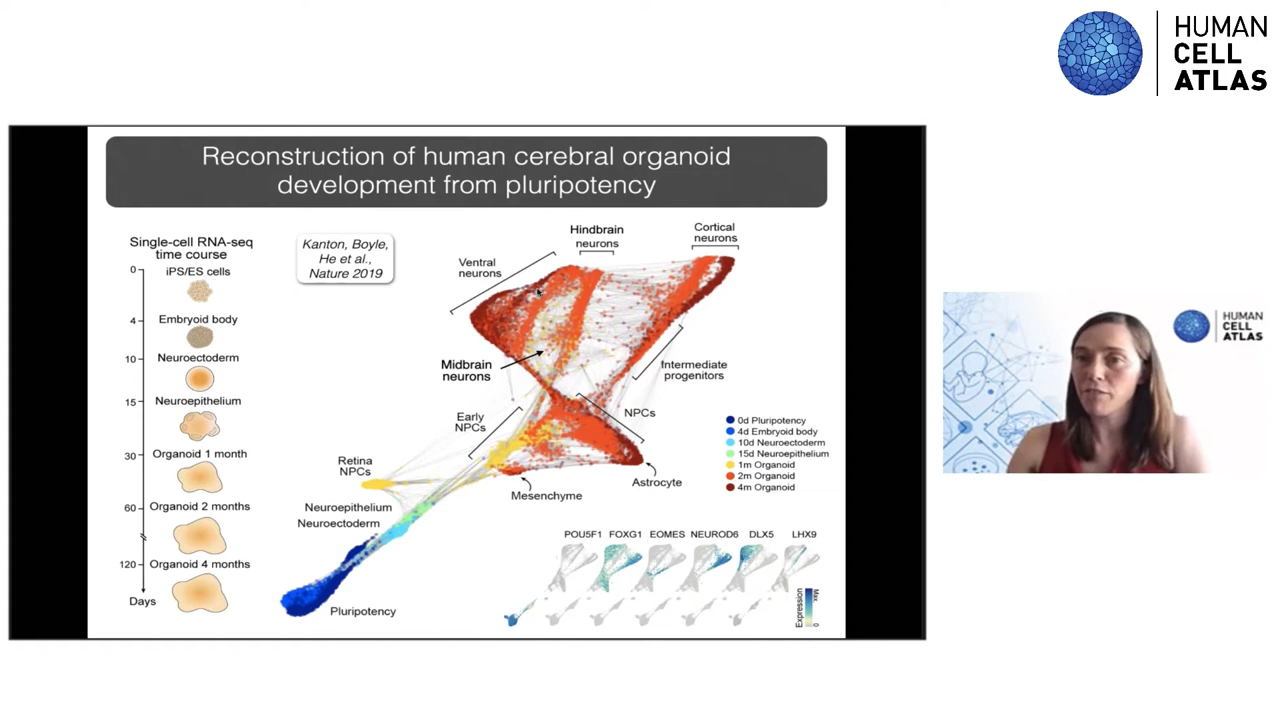 HUMAN
CELL
ATLAS
Reconstruction of human cerebral organoid
development from pluripotency
Single-cell RNA-seq
time course
0
iPS/ES cells
4
Embryoid body
10
Neuroectoderm
15
Neuroepithelium
30
Organoid 1 month
60
Organoid 2 months
120
Organoid 4 months
Days
Kanton, Boyle,
He et al.,
Nature 2019
Ventral
neurons
Hindbrain
neurons
Cortical
neurons
Midbrain
neurons
Intermediate
progenitors
Early
NPCs
NPCs
Retina
NPCs
Astrocyte
Mesenchyme
Neuroepithelium
Neuroectoderm
Pluripotency
0d Pluripotency
4d Embryoid body
10d Neuroectoderm
15d Neuroepithelium
1m Organoid
2m Organoid
4m Organoid
POU5F1 FOXG1 EOMES NEUROD6 DLX5 LHX9
Expression
Max
0
HUMAN
CELL
ATLAS